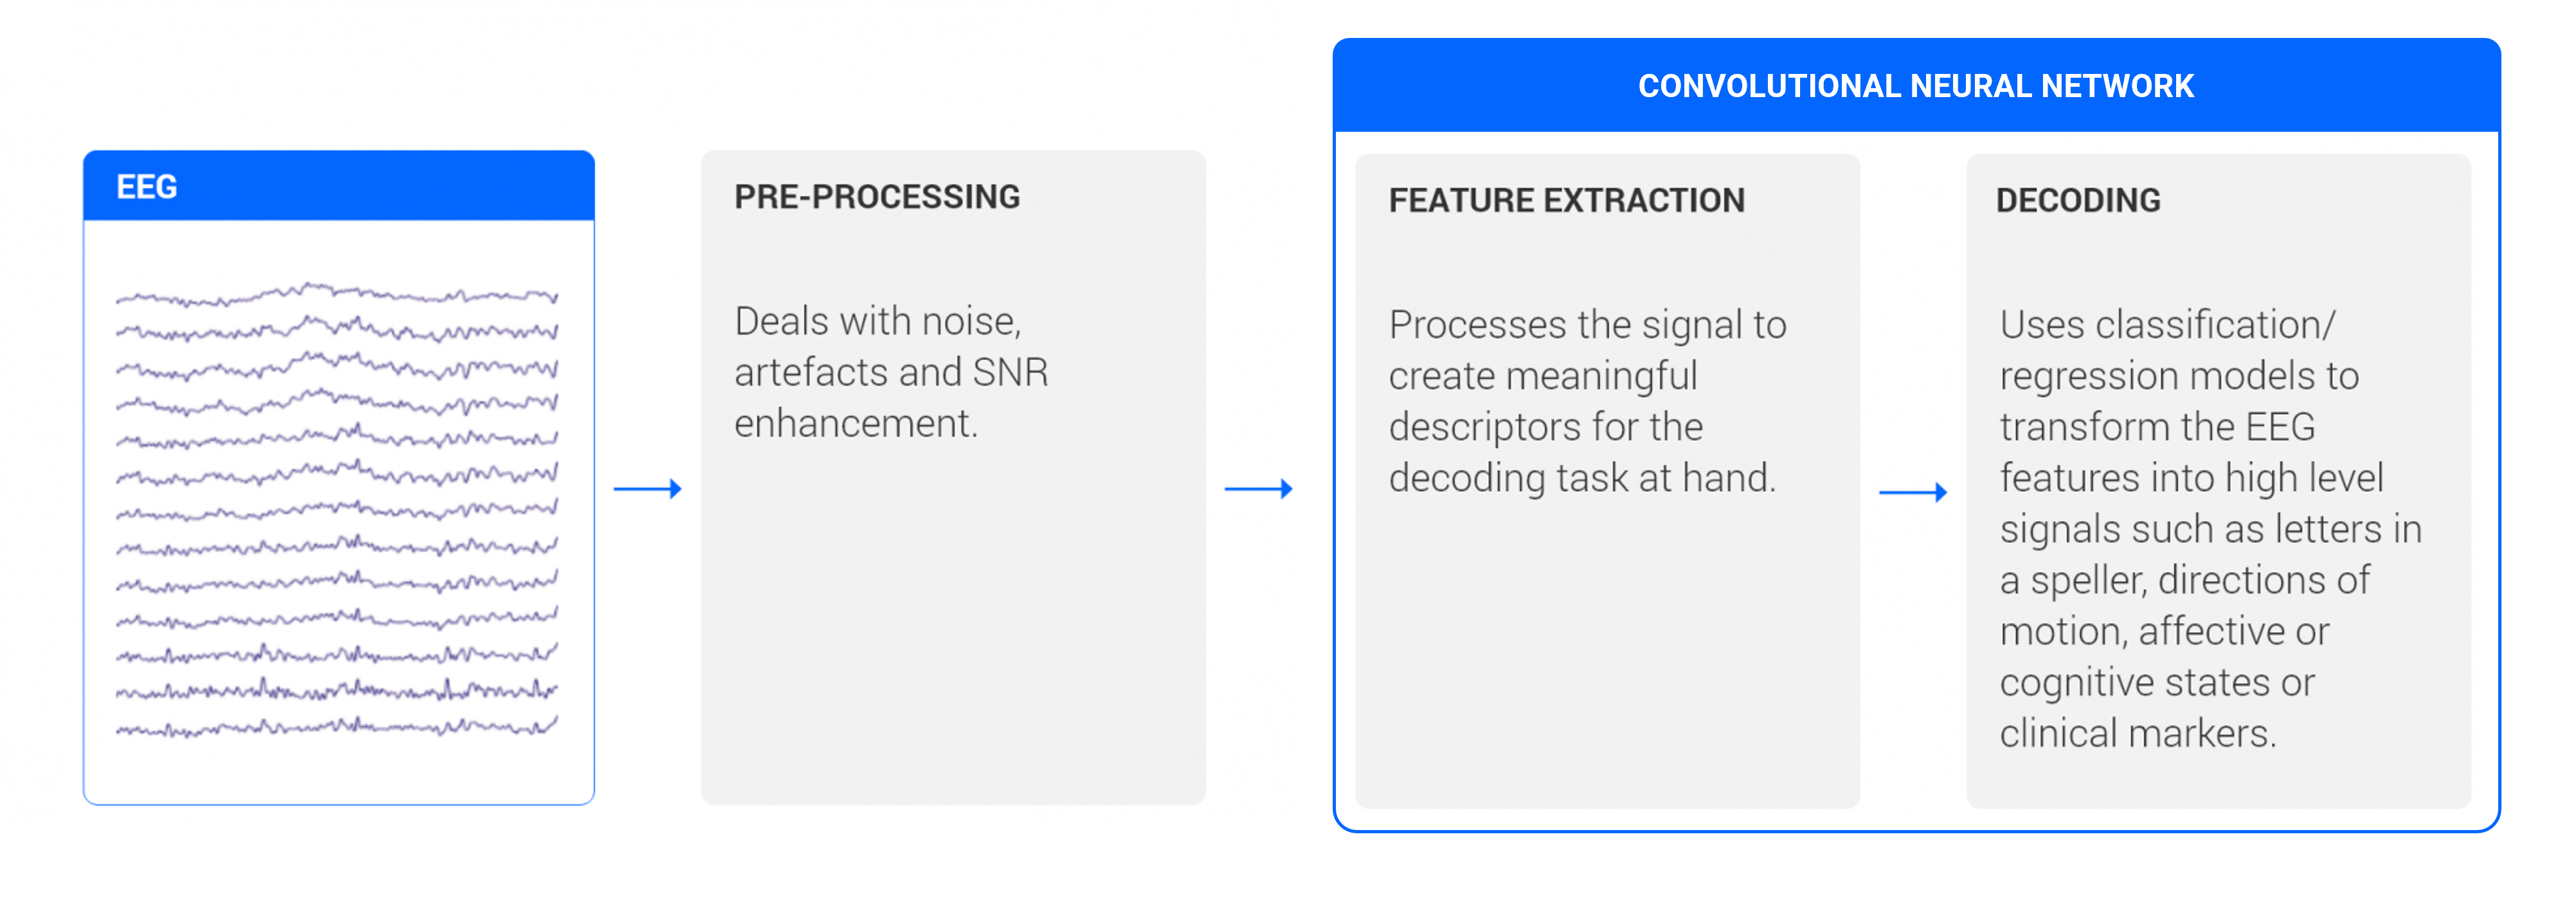 CONVOLUTIONAL NEURAL NETWORK
EEG
PRE-PROCESSING
Deals with noise,
artefacts and SNR
enhancement.
FEATURE EXTRACTION
Processes the signal to
create meaningful
descriptors for the
decoding task at hand.
DECODING
Uses classification/
regression models to
transform the EEG
features into high level
signals such as letters in
a speller, directions of
motion, affective or
cognitive states or
clinical markers.